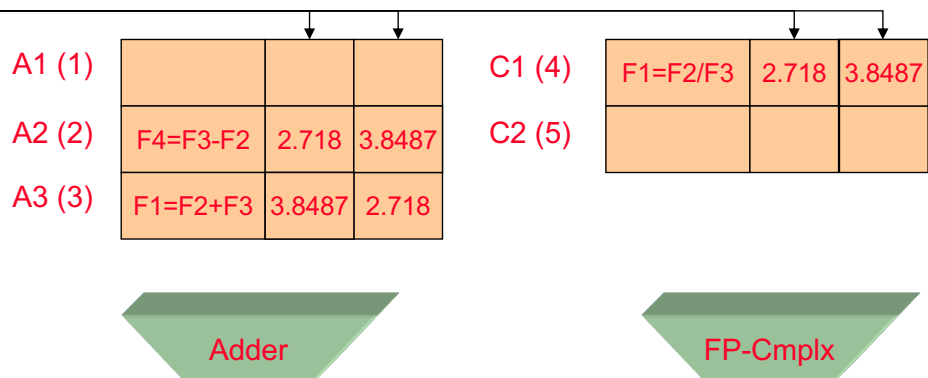 A1 (1)
A2 (2) F4=F3-F2 2.718 3.8487
A3 (3) F1=F2+F3 3.8487 2.718
Adder
C1 (4) F1=F2/F3 2.718 3.8487
C2 (5)
FP-Cmplx